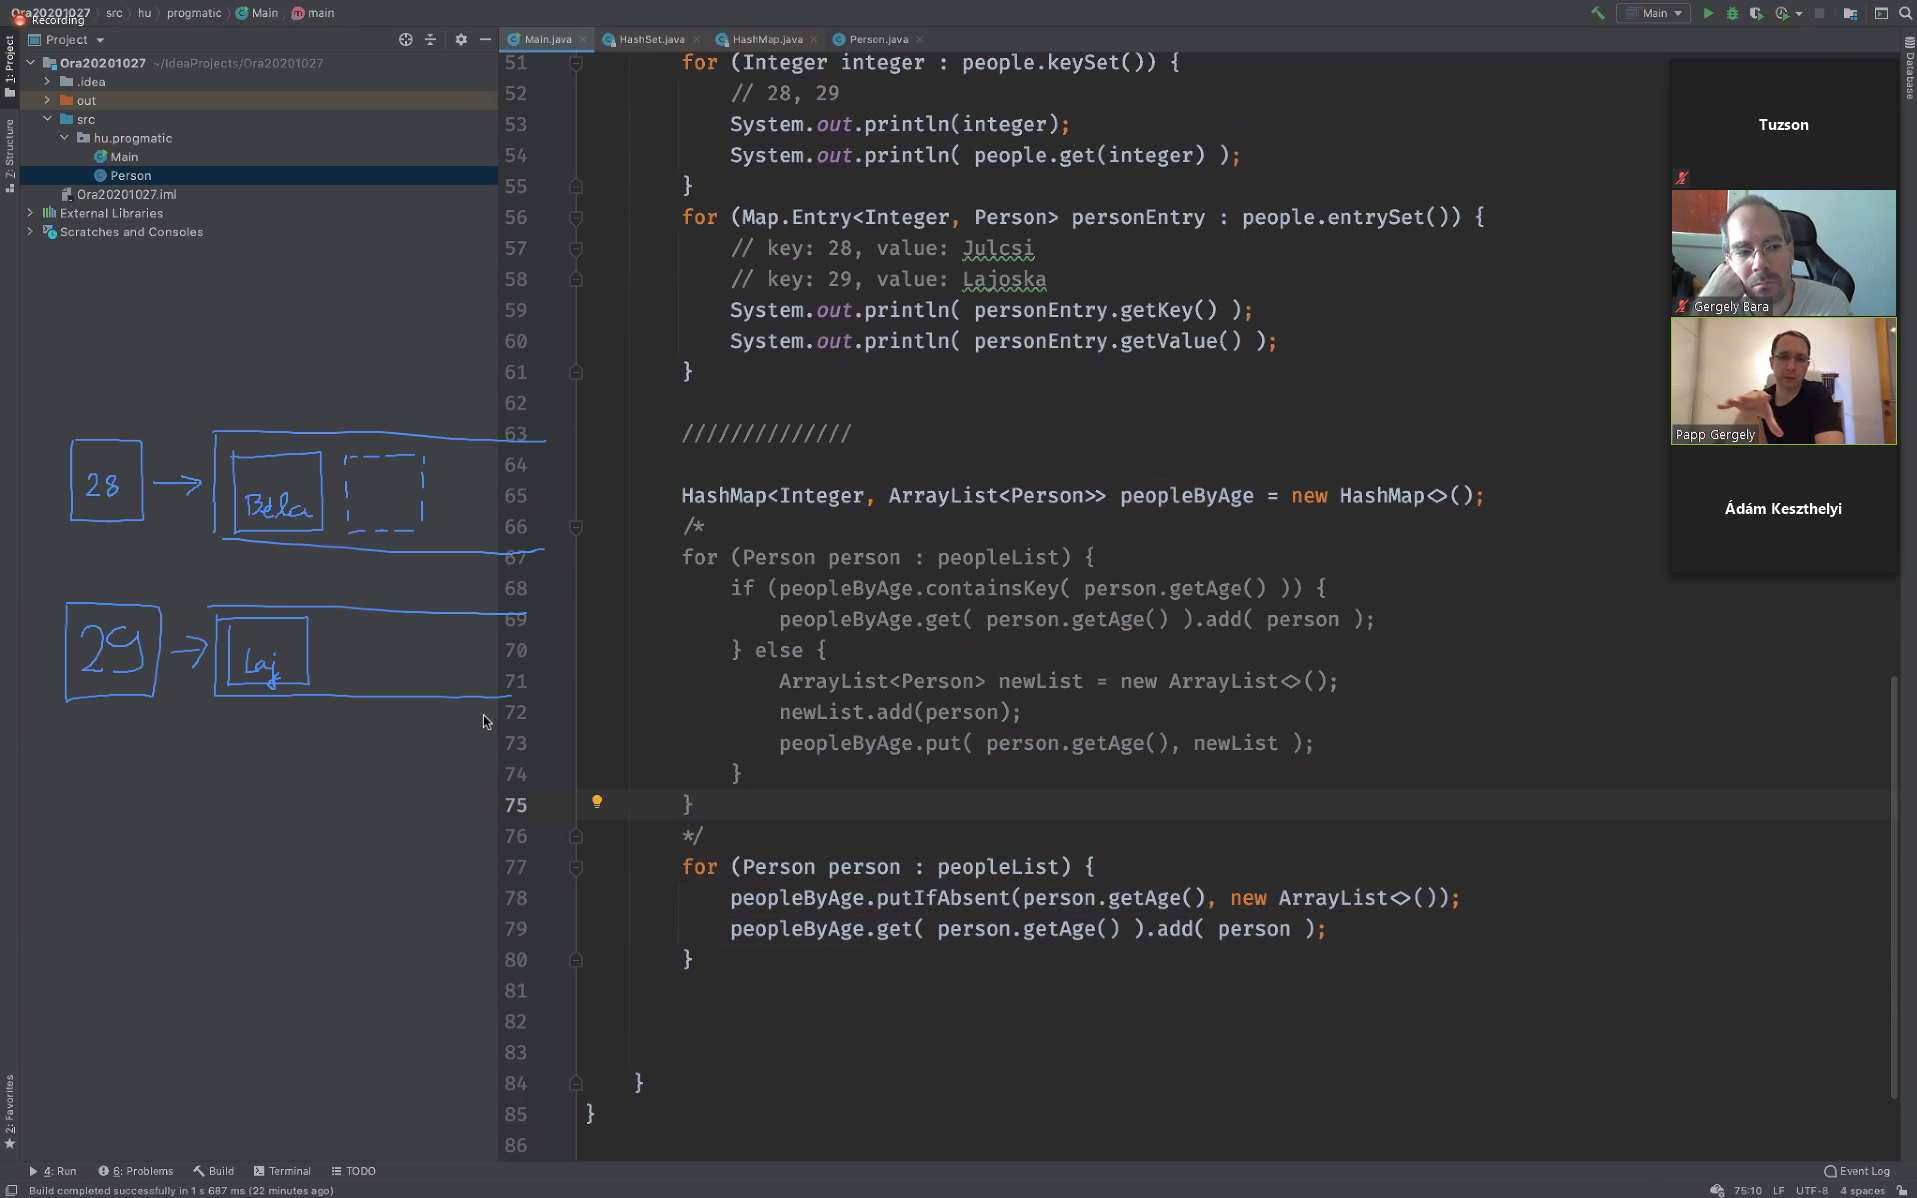 Ora20201027 › src › hu › progmatic › Main › main
Recording
Main
Project
Main.java
HashSet.java
HashMap.java
Person.java
1: Project
Z: Structure
2: Favorites
Database
Ora20201027 ~/IdeaProjects/Ora20201027
.idea
out
src
hu.progmatic
Main
Person
Ora20201027.iml
External Libraries
Scratches and Consoles
28
Béla
29
Laj
51 for (Integer integer : people.keySet()) {
52 // 28, 29
53 System.out.println(integer);
54 System.out.println( people.get(integer) );
55 }
56 for (Map.Entry<Integer, Person> personEntry : people.entrySet()) {
57 // key: 28, value: Julcsi
58 // key: 29, value: Lajoska
59 System.out.println( personEntry.getKey() );
60 System.out.println( personEntry.getValue() );
61 }
62
63 //////////////
64
65 HashMap<Integer, ArrayList<Person>> peopleByAge = new HashMap<>();
66 /*
67 for (Person person : peopleList) {
68 if (peopleByAge.containsKey( person.getAge() )) {
69 peopleByAge.get( person.getAge() ).add( person );
70 } else {
71 ArrayList<Person> newList = new ArrayList<>();
72 newList.add(person);
73 peopleByAge.put( person.getAge(), newList );
74 }
75 }
76 */
77 for (Person person : peopleList) {
78 peopleByAge.putIfAbsent(person.getAge(), new ArrayList<>());
79 peopleByAge.get( person.getAge() ).add( person );
80 }
81
82
83
84 }
85 }
86
Tuzson
Gergely Bara
Papp Gergely
Ádám Keszthelyi
4: Run
6: Problems
Build
Terminal
TODO
Event Log
Build completed successfully in 1 s 687 ms (22 minutes ago)
75:10 LF UTF-8 4 spaces